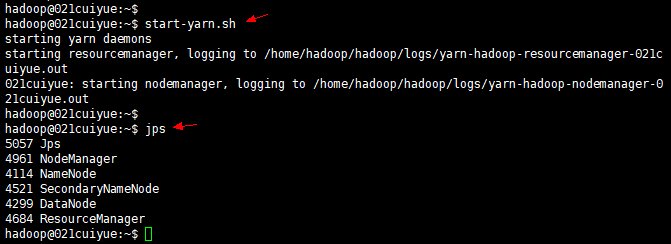 hadoop@021cuiyue:~$
hadoop@021cuiyue:~$ start-yarn.sh
starting yarn daemons
starting resourcemanager, logging to /home/hadoop/hadoop/logs/yarn-hadoop-resourcemanager-021c
uiyue.out
021cuiyue: starting nodemanager, logging to /home/hadoop/hadoop/logs/yarn-hadoop-nodemanager-0
21cuiyue.out
hadoop@021cuiyue:~$
hadoop@021cuiyue:~$ jps
5057 Jps
4961 NodeManager
4114 NameNode
4521 SecondaryNameNode
4299 DataNode
4684 ResourceManager
hadoop@021cuiyue:~$